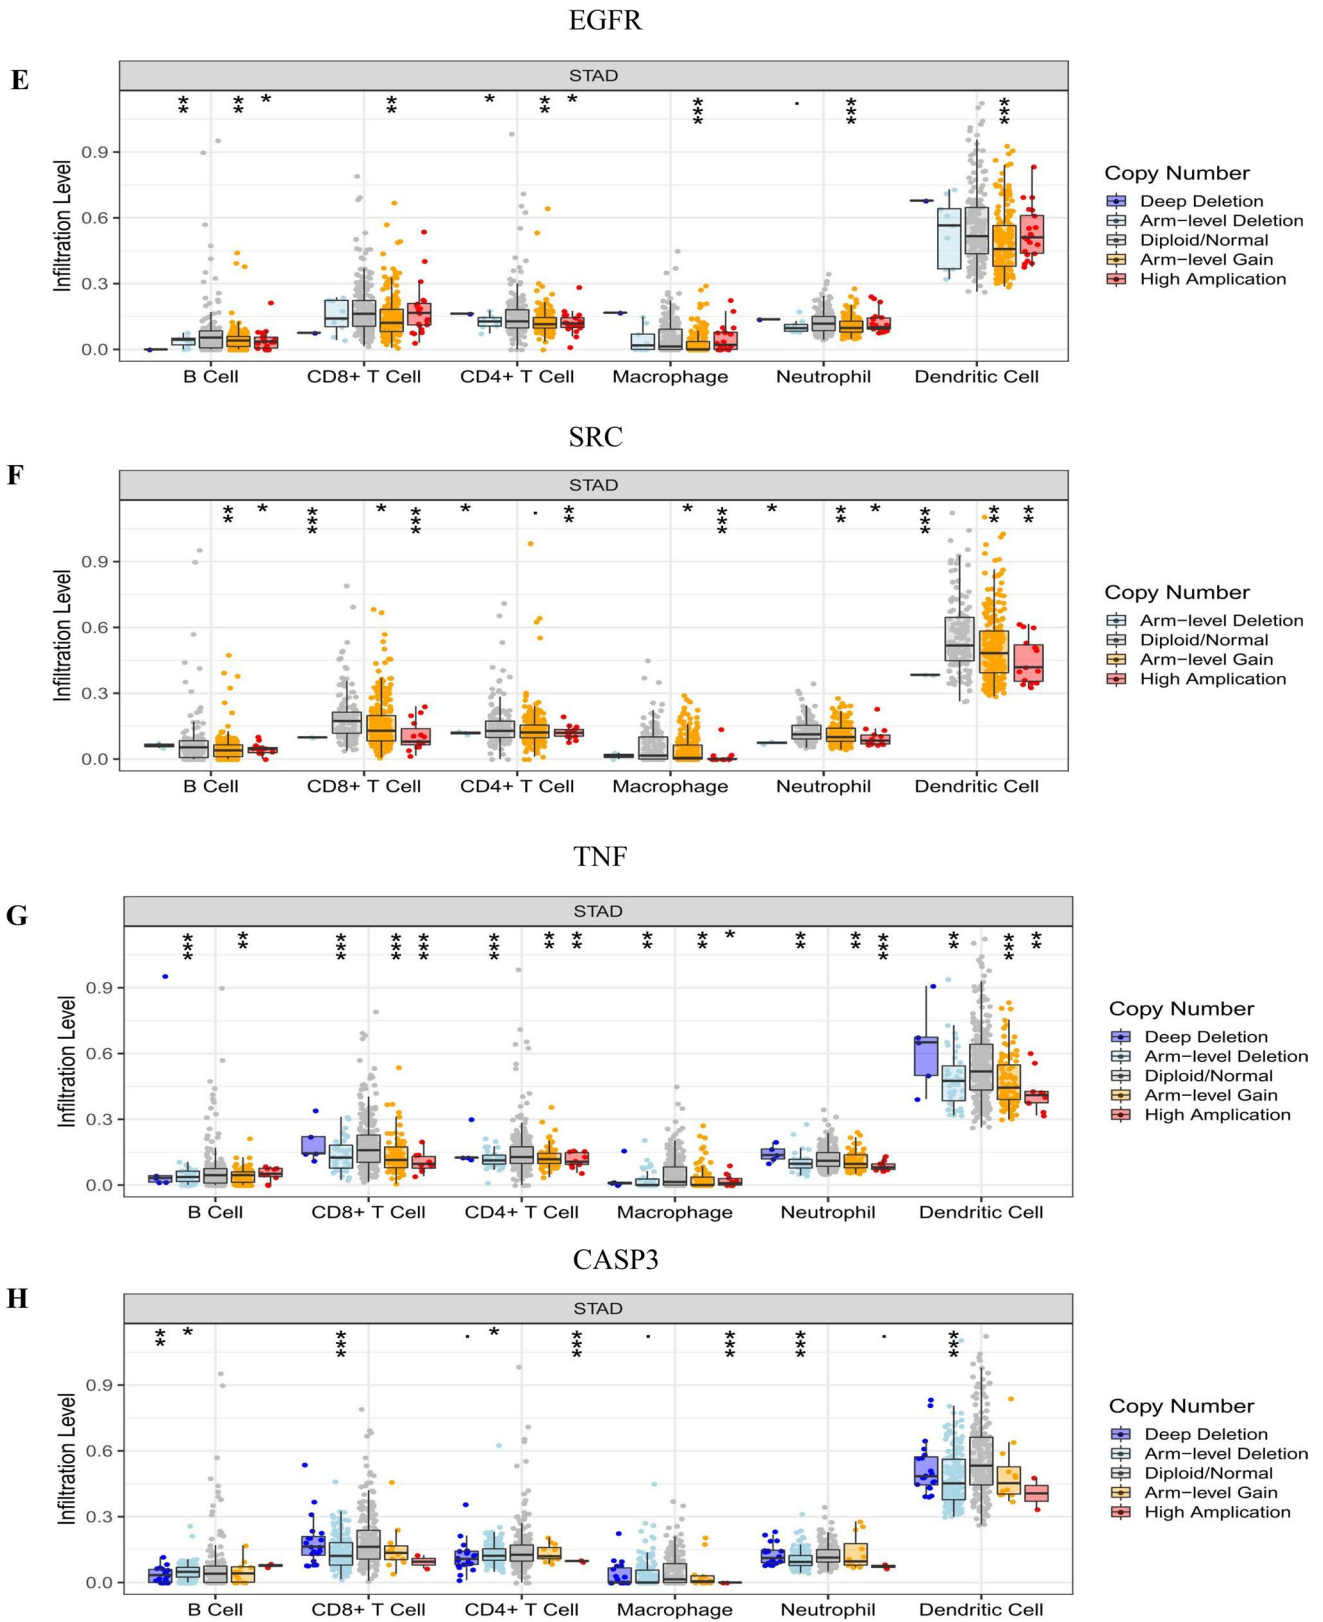 EGFR
E
STAD
** ** * ** * ** * *** . *** ***
Infiltration Level
0.9
0.6
0.3
0.0
B Cell CD8+ T Cell CD4+ T Cell Macrophage Neutrophil Dendritic Cell
Copy Number
Deep Deletion
Arm-level Deletion
Diploid/Normal
Arm-level Gain
High Amplication
SRC
F
STAD
** * *** * *** * . ** * *** * ** * *** ** **
Infiltration Level
0.9
0.6
0.3
0.0
B Cell CD8+ T Cell CD4+ T Cell Macrophage Neutrophil Dendritic Cell
Copy Number
Arm-level Deletion
Diploid/Normal
Arm-level Gain
High Amplication
TNF
G
STAD
*** ** *** *** *** *** ** ** ** ** * ** ** *** ** *** **
Infiltration Level
0.9
0.6
0.3
0.0
B Cell CD8+ T Cell CD4+ T Cell Macrophage Neutrophil Dendritic Cell
Copy Number
Deep Deletion
Arm-level Deletion
Diploid/Normal
Arm-level Gain
High Amplication
CASP3
H
STAD
** * *** . * *** . *** *** . ***
Infiltration Level
0.9
0.6
0.3
0.0
B Cell CD8+ T Cell CD4+ T Cell Macrophage Neutrophil Dendritic Cell
Copy Number
Deep Deletion
Arm-level Deletion
Diploid/Normal
Arm-level Gain
High Amplication